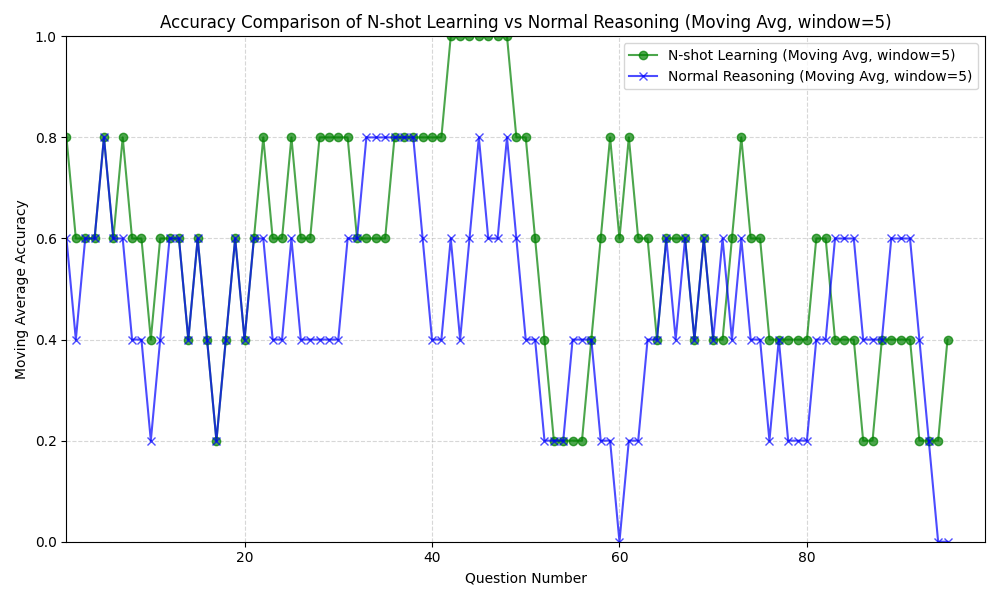 Accuracy Comparison of N-shot Learning vs Normal Reasoning (Moving Avg, window=5)
N-shot Learning (Moving Avg, window=5)
Normal Reasoning (Moving Avg, window=5)
Moving Average Accuracy
1.0
0.8
0.6
0.4
0.2
0.0
20
40
60
80
Question Number